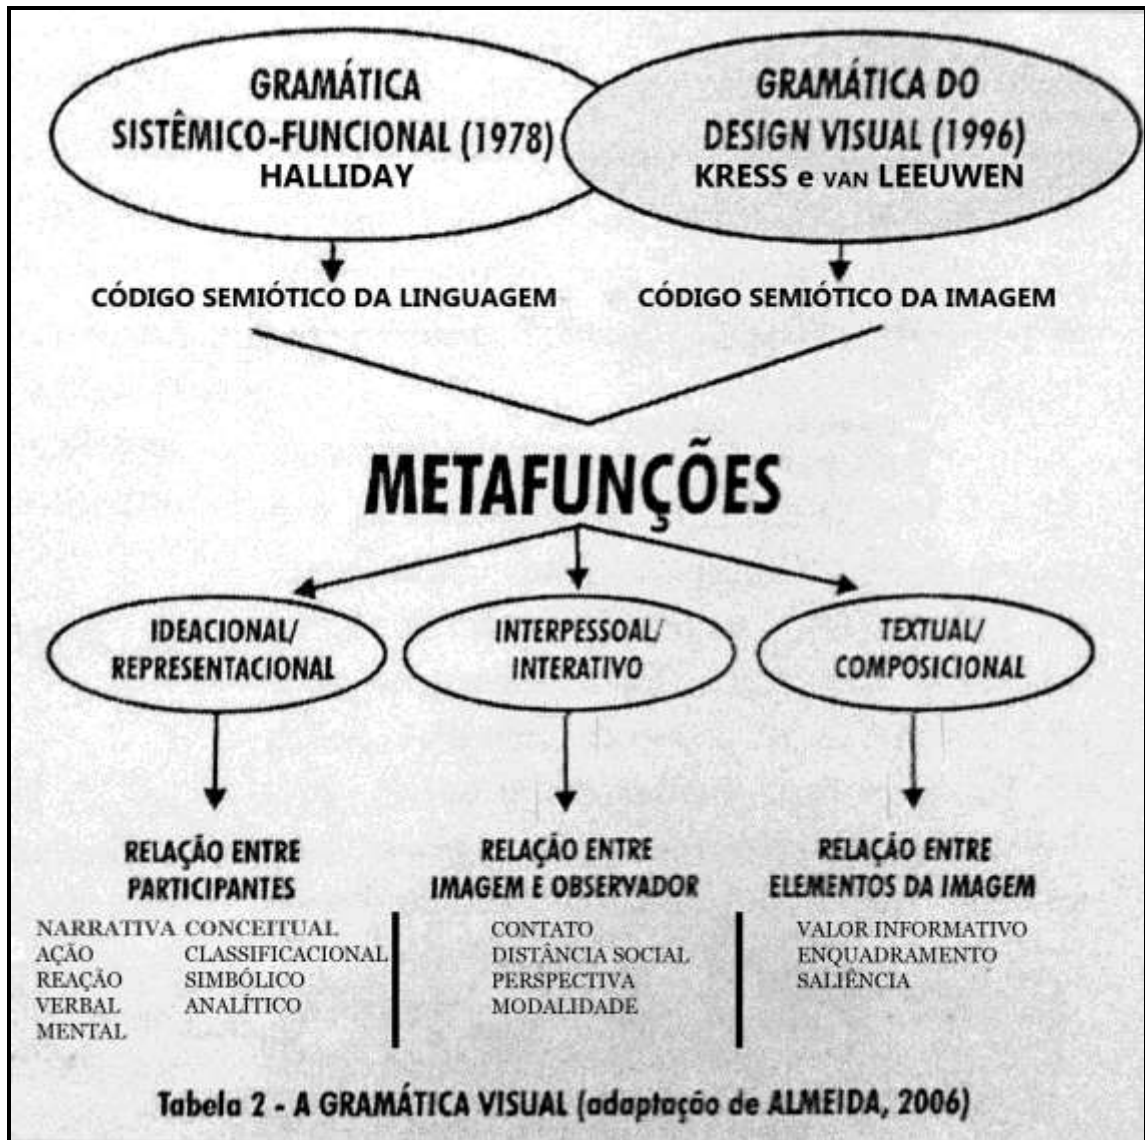 GRAMÁTICA
SISTÊMICO-FUNCIONAL (1978)
HALLIDAY
GRAMÁTICA DO
DESIGN VISUAL (1996)
KRESS e VAN LEEUWEN
CÓDIGO SEMIÓTICO DA LINGUAGEM
CÓDIGO SEMIÓTICO DA IMAGEM
METAFUNÇÕES
IDEACIONAL/
REPRESENTACIONAL
INTERPESSOAL/
INTERATIVO
TEXTUAL/
COMPOSICIONAL
RELAÇÃO ENTRE
PARTICIPANTES
NARRATIVA CONCEITUAL
AÇÃO CLASSIFICACIONAL
REAÇÃO SIMBÓLICO
VERBAL ANALÍTICO
MENTAL
RELAÇÃO ENTRE
IMAGEM E OBSERVADOR
CONTATO
DISTÂNCIA SOCIAL
PERSPECTIVA
MODALIDADE
RELAÇÃO ENTRE
ELEMENTOS DA IMAGEM
VALOR INFORMATIVO
ENQUADRAMENTO
SALIÊNCIA
Tabela 2 - A GRAMÁTICA VISUAL (adaptação de ALMEIDA, 2006)